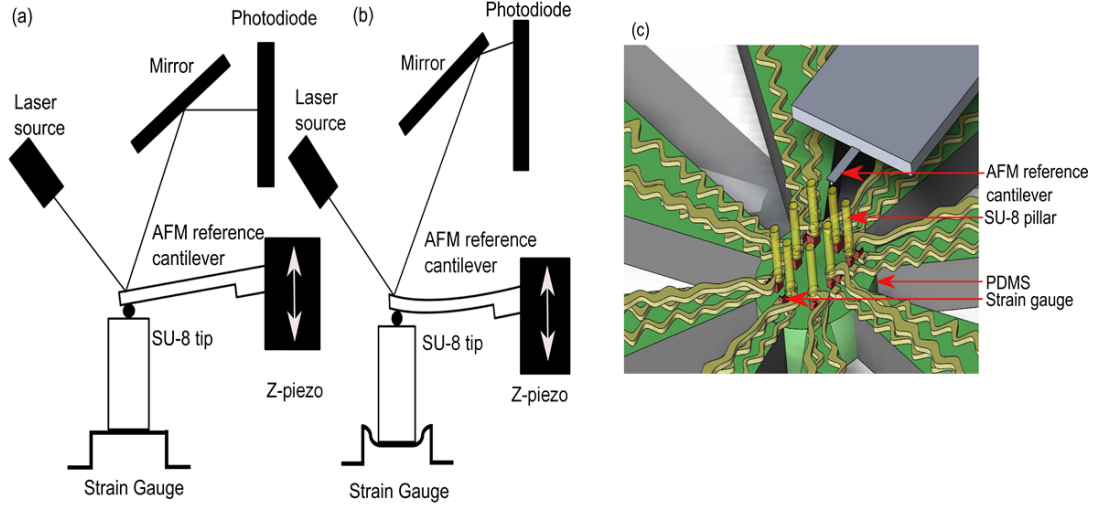 (a)
Photodiode
Mirror
Laser
source
AFM reference
cantilever
SU-8 tip
Z-piezo
Strain Gauge
(b)
Photodiode
Mirror
Laser
source
AFM reference
cantilever
SU-8 tip
Z-piezo
Strain Gauge
(c)
AFM reference
cantilever
SU-8 pillar
PDMS
Strain gauge